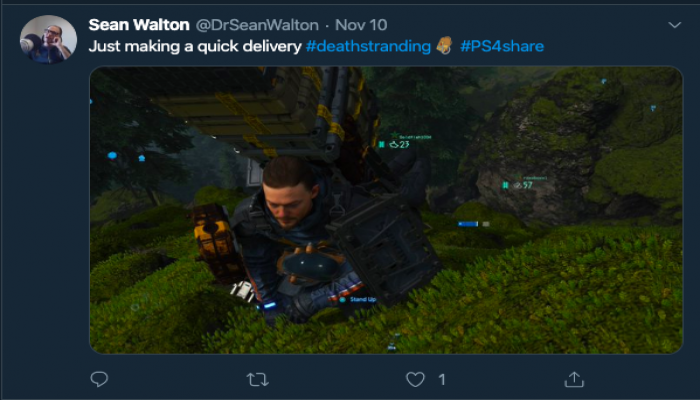 Sean Walton @DrSeanWalton · Nov 10
Just making a quick delivery #deathstranding #PS4share
23
57
Stand Up
1